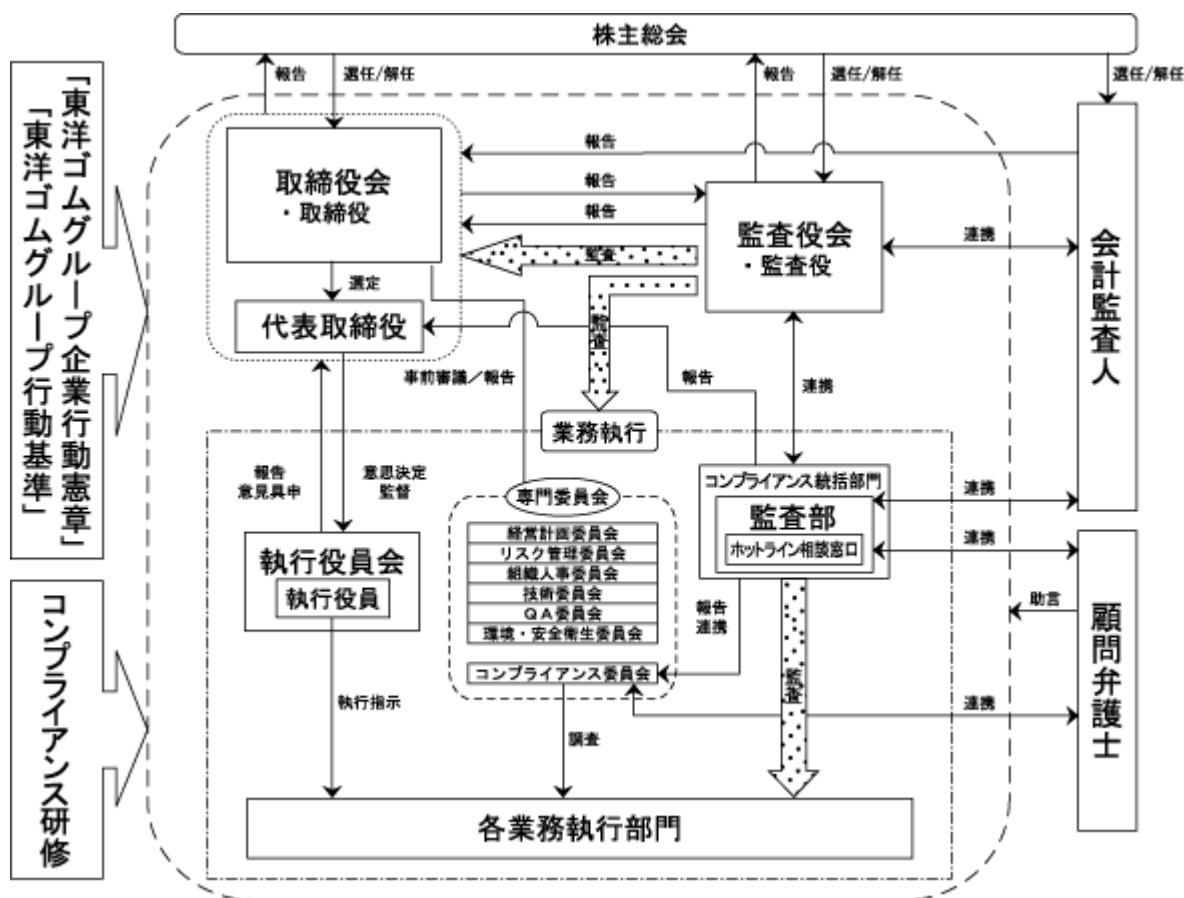 株主総会
報告
選任/解任
報告
選任/解任
選任/解任
「東洋ゴムグループ企業行動憲章」
「東洋ゴムグループ行動基準」
コンプライアンス研修
取締役会
・取締役
選定
代表取締役
報告
報告
報告
監査
監査
監査役会
・監査役
連携
会計監査人
事前審議／報告
報告
連携
業務執行
報告
意見具申
意思決定
監督
執行役員会
執行役員
執行指示
専門委員会
経営計画委員会
リスク管理委員会
組織人事委員会
技術委員会
QA委員会
環境・安全衛生委員会
コンプライアンス委員会
調査
コンプライアンス統括部門
監査部
ホットライン相談窓口
連携
連携
報告
連携
監査
助言
連携
顧問弁護士
各業務執行部門